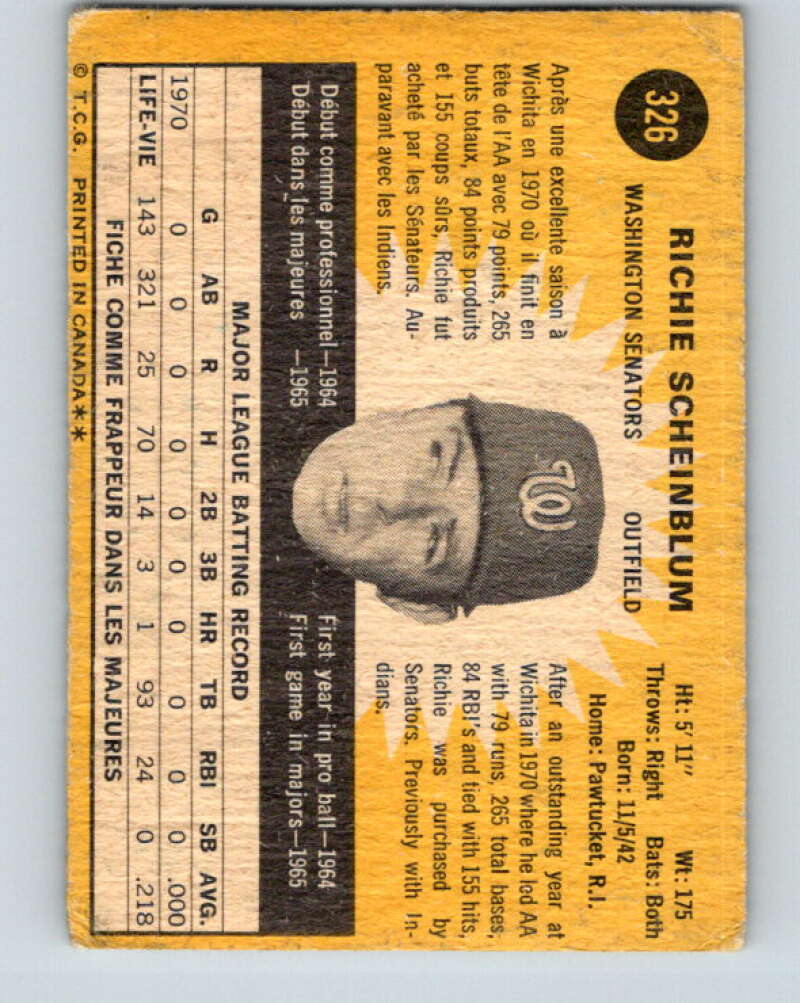 326
RICHIE SCHEINBLUM
WASHINGTON SENATORS OUTFIELD
Ht: 5' 11" Wt: 175
Throws: Right Bats: Both
Born: 11/5/42
Home: Pawtucket, R.I.
Après une excellente saison à
Wichita en 1970 où il finit en
tête de l'AA avec 79 points, 265
buts totaux, 84 points produits
et 155 coups sûrs, Richie fut
acheté par les Sénateurs. Au-
paravant avec les Indiens.
W
After an outstanding year at
Wichita in 1970 where he led AA
with 79 runs, 265 total bases,
84 RBI's and tied with 155 hits,
Richie was purchased by
Senators. Previously with In-
dians.
Début comme professionnel—1964
Début dans les majeures —1965
First year in pro ball—1964
First game in majors—1965
MAJOR LEAGUE BATTING RECORD
G AB R H 2B 3B HR TB RBI SB AVG.
1970 0 0 0 0 0 0 0 0 0 0 .000
LIFE-VIE 143 321 25 70 14 3 1 93 24 0 .218
FICHE COMME FRAPPEUR DANS LES MAJEURES
© T.C.G. PRINTED IN CANADA**